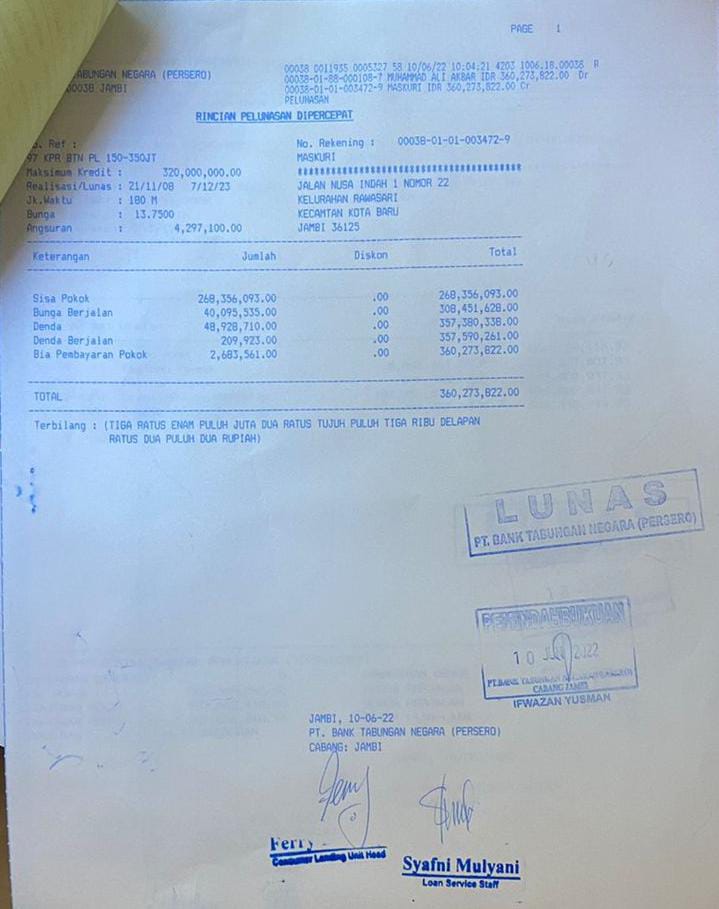 PAGE 1
TABUNGAN NEGARA (PERSERO)
00038 JAMBI
00038 0011935 0005327 58 10/06/22 10:04:21 4203 1006.18.00038 R
00038-01-88-000108-7 MUHAMMAD ALI AKBAR IDR 360,273,822.00 Dr
00038-01-01-003472-9 MASKURI IDR 360,273,822.00 Cr
PELUNASAN
RINCIAN PELUNASAN DIPERCEPAT
Ref :
97 KPR BTN PL 150-350JT
Maksimum Kredit : 320,000,000.00
Realisasi/Lunas : 21/11/08 7/12/23
Jk.Waktu : 180 M
Bunga : 13.7500
Angsuran : 4,297,100.00
No. Rekening : 00038-01-01-003472-9
MASKURI
JALAN NUSA INDAH 1 NOMOR 22
KELURAHAN RAWASARI
KECAMTAN KOTA BARU
JAMBI 36125
Keterangan Jumlah Diskon Total
Sisa Pokok 268,356,093.00 .00 268,356,093.00
Bunga Berjalan 40,095,535.00 .00 308,451,628.00
Denda 48,928,710.00 .00 357,380,338.00
Denda Berjalan 209,923.00 .00 357,590,261.00
Bia Pembayaran Pokok 2,683,561.00 .00 360,273,822.00
TOTAL 360,273,822.00
Terbilang : (TIGA RATUS ENAM PULUH JUTA DUA RATUS TUJUH PULUH TIGA RIBU DELAPAN
RATUS DUA PULUH DUA RUPIAH)
LUNAS
PT. BANK TABUNGAN NEGARA (PERSERO)
PEMINDAHBUKUAN
10 JUN 2022
PT.BANK TABUNGAN NEGARA (PERSERO)
CABANG JAMBI
IFWAZAN YUSMAN
JAMBI, 10-06-22
PT. BANK TABUNGAN NEGARA (PERSERO)
CABANG: JAMBI
Ferry
Consumer Lending Unit Head
Syafni Mulyani
Loan Service Staff